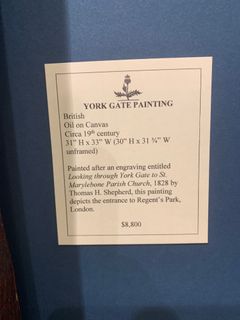 YORK GATE PAINTING
British
Oil on Canvas
Circa 19th century
31" H x 33" W (30" H x 31 ¾" W
unframed)
Painted after an engraving entitled
Looking through York Gate to St.
Marylebone Parish Church, 1828 by
Thomas H. Shepherd, this painting
depicts the entrance to Regent's Park,
London.
$8,800